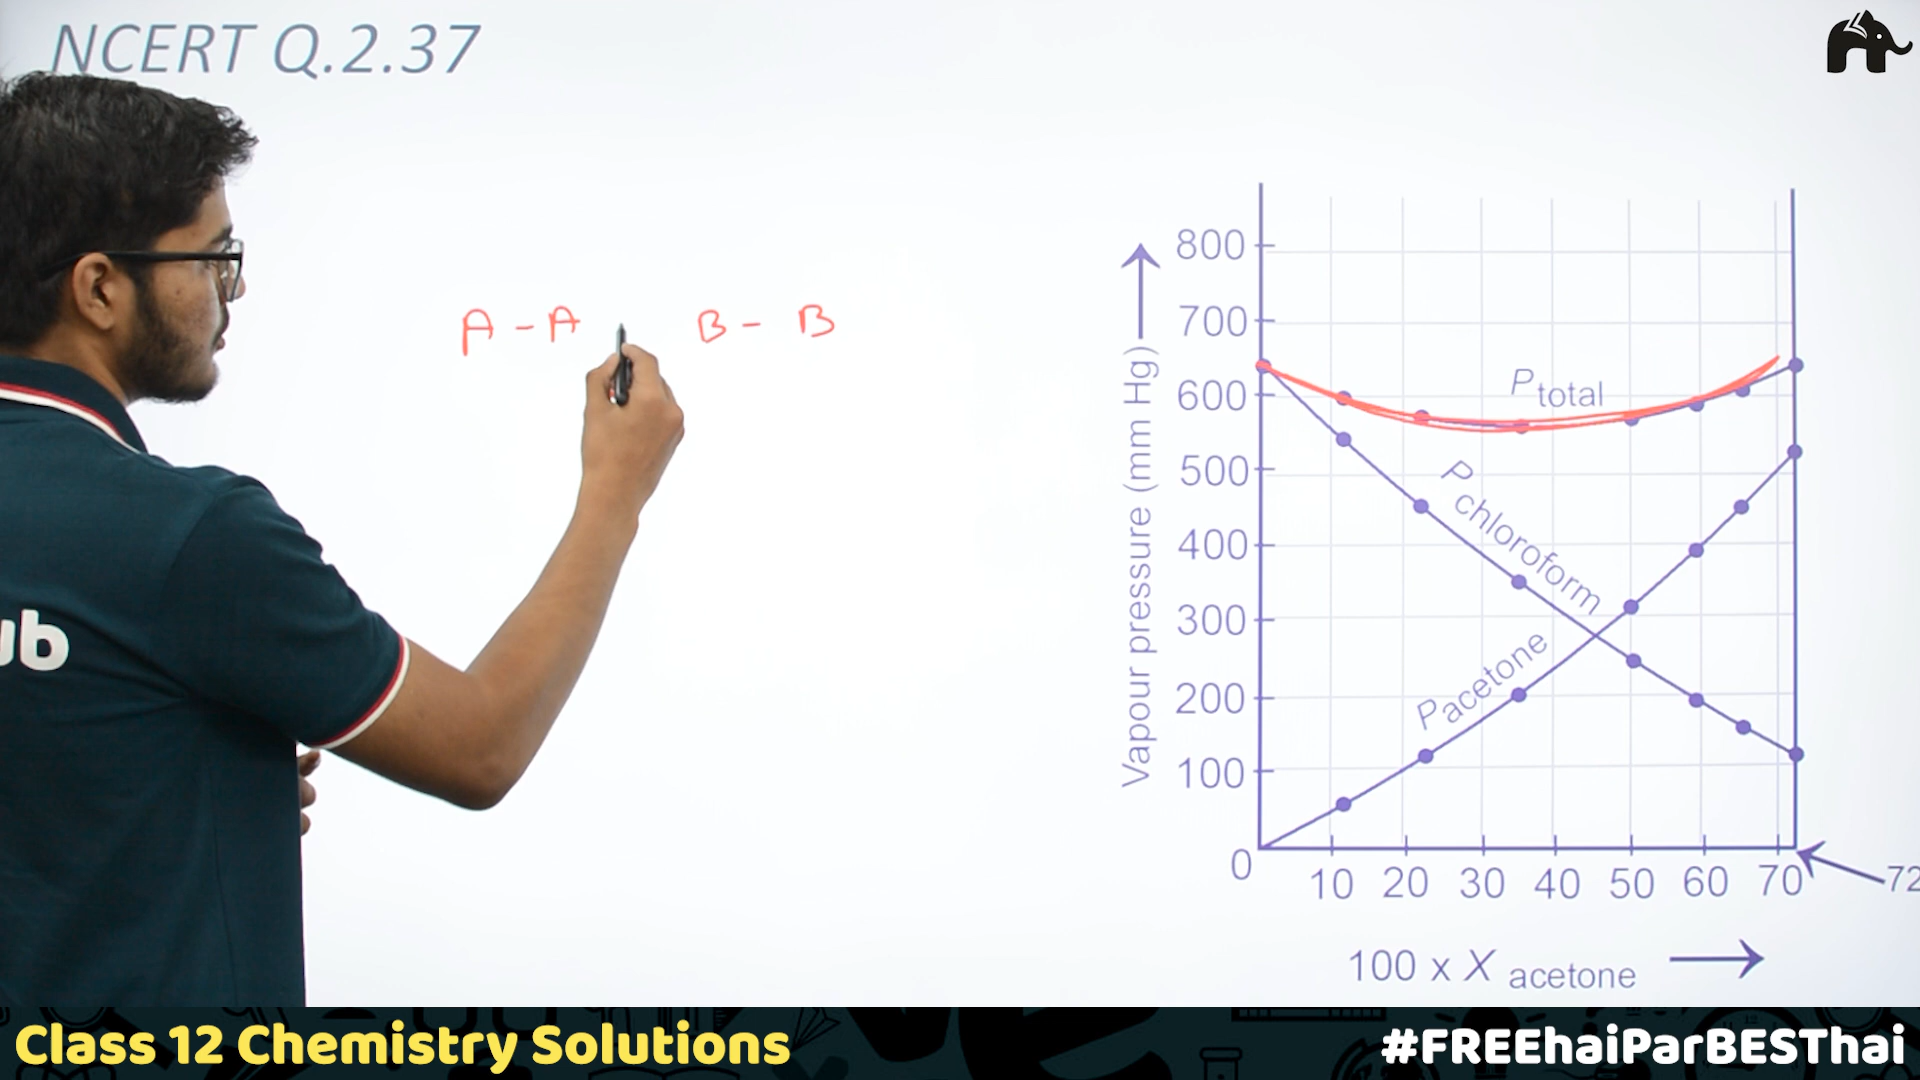 NCERT Q.2.37
ub
A - A B - B
Vapour pressure (mm Hg)
800
700
600
500
400
300
200
100
0
P total
P chloroform
P acetone
10 20 30 40 50 60 70
72
100 x X acetone
Class 12 Chemistry Solutions
#FREEhaiParBESThai